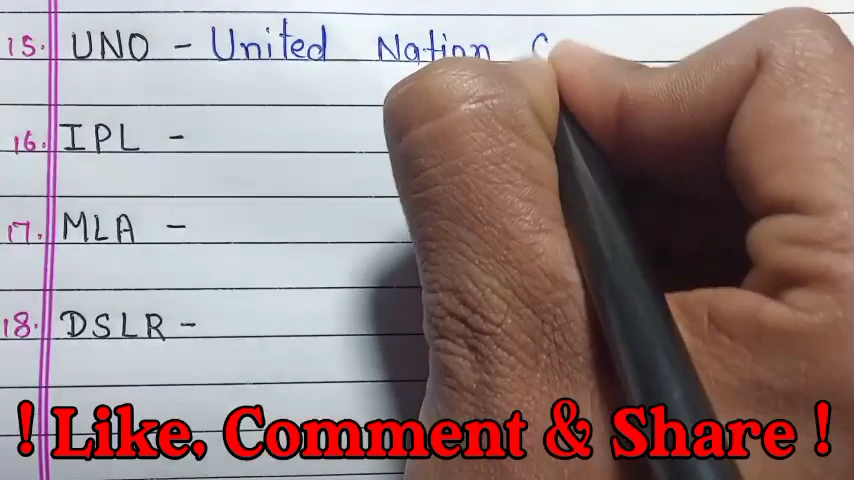 15. UNO - United Nation
16. IPL -
17. MLA -
18. DSLR -
! Like, Comment & Share !